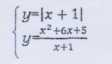 y=|x + 1|
y=x²+6x+5/x+1